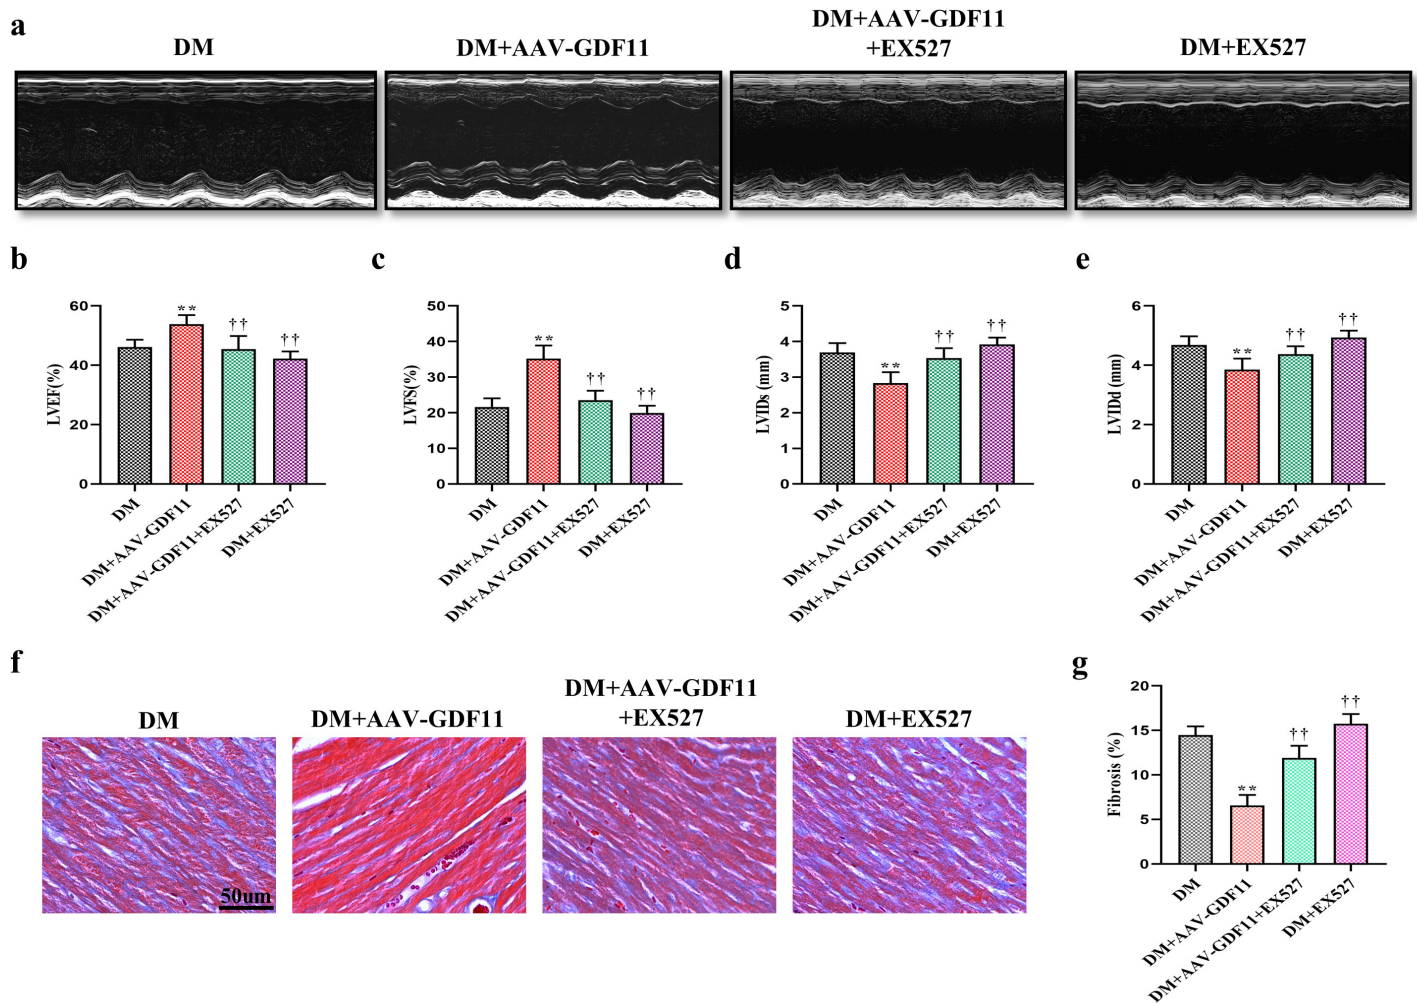 a
DM
DM+AAV-GDF11
DM+AAV-GDF11
+EX527
DM+EX527
b
LVEF(%)
60
40
20
0
**
††
††
DM
DM+AAV-GDF11
DM+AAV-GDF11+EX527
DM+EX527
c
LVFS(%)
50
40
30
20
10
0
**
††
††
DM
DM+AAV-GDF11
DM+AAV-GDF11+EX527
DM+EX527
d
LVIDs (mm)
5
4
3
2
1
0
**
††
††
DM
DM+AAV-GDF11
DM+AAV-GDF11+EX527
DM+EX527
e
LVIDd (mm)
6
4
2
0
**
††
††
DM
DM+AAV-GDF11
DM+AAV-GDF11+EX527
DM+EX527
f
DM
DM+AAV-GDF11
DM+AAV-GDF11
+EX527
DM+EX527
50um
g
Fibrosis (%)
20
15
10
5
0
**
††
††
DM
DM+AAV-GDF11
DM+AAV-GDF11+EX527
DM+EX527